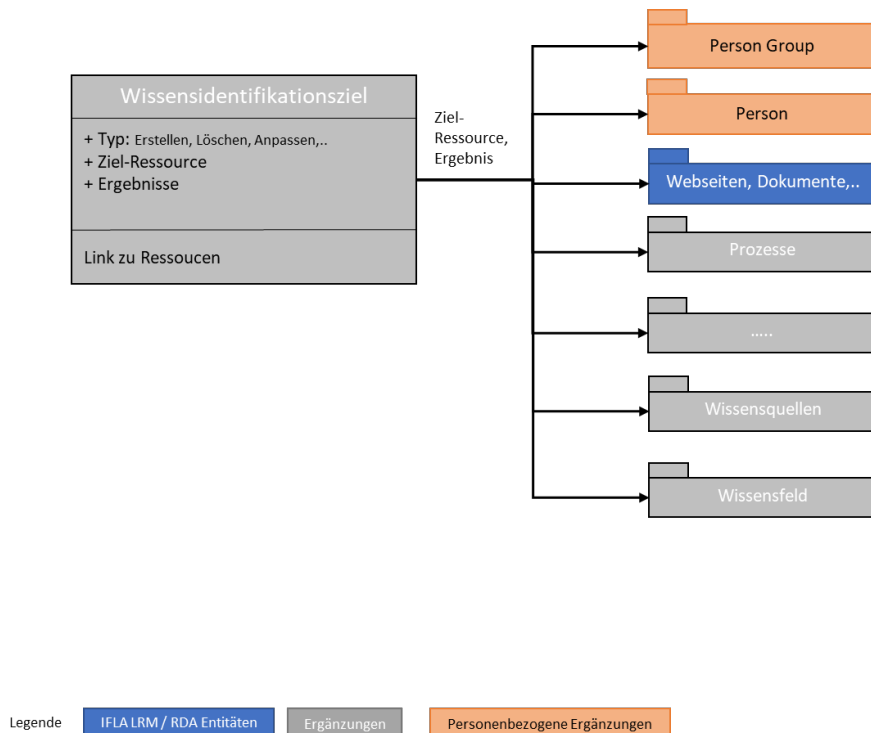 Wissensidentifikationsziel
+ Typ: Erstellen, Löschen, Anpassen,..
+ Ziel-Ressource
+ Ergebnisse
Link zu Ressoucen
Ziel-
Ressource,
Ergebnis
Person Group
Person
Webseiten, Dokumente,..
Prozesse
.....
Wissensquellen
Wissensfeld
Legende
IFLA LRM / RDA Entitäten
Ergänzungen
Personenbezogene Ergänzungen